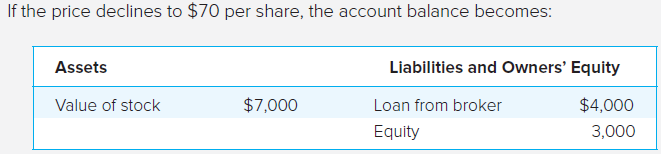 If the price declines to $70 per share, the account balance becomes:
Assets Liabilities and Owners' Equity
Value of stock $7,000 Loan from broker $4,000
Equity 3,000